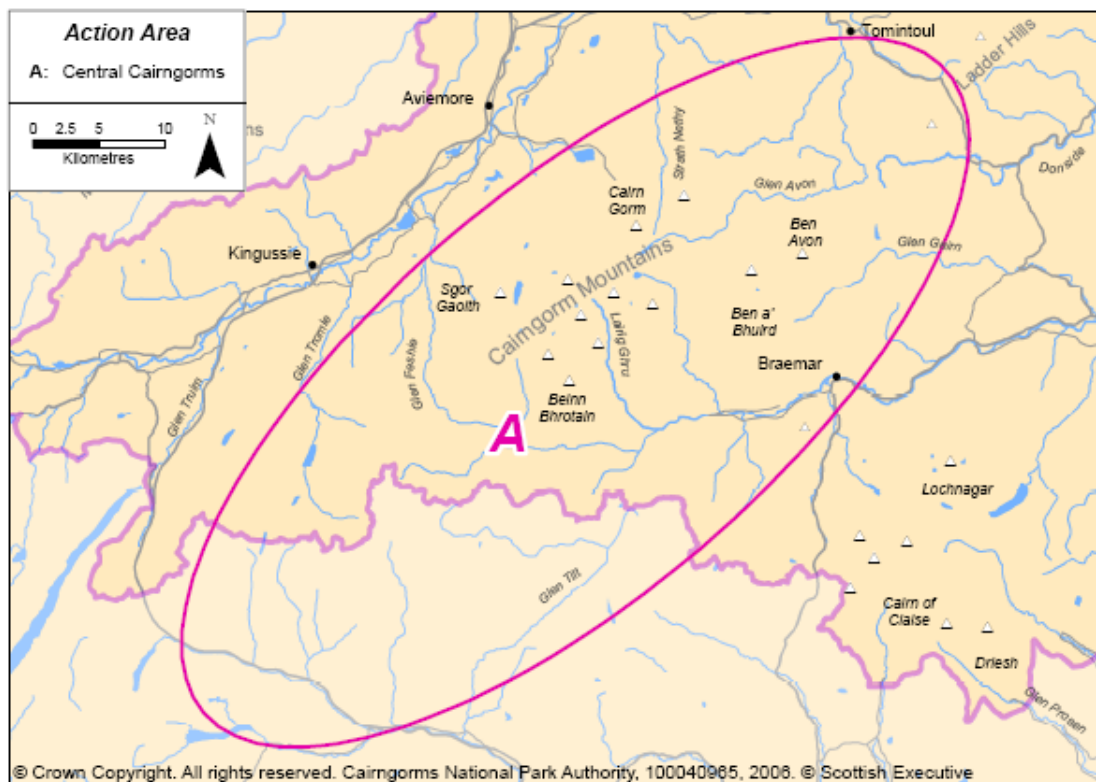 Action Area
A: Central Cairngorms
0 2.5 5 10
Kilometres
N
Tomintoul
Ladder Hills
Aviemore
Strath Nethy
Donside
Glen Avon
Cairn
Gorm
Ben
Avon
Glen Gairn
Kingussie
Sgor
Gaoith
Cairngorm Mountains
Ben a'
Bhuird
Lairig Ghru
Glen Tromie
Glen Feshie
Glen Truim
Braemar
Beinn
Bhrotain
A
Lochnagar
Glen Tilt
Cairn of
Claise
Driesh
Glen Prosen
© Crown Copyright. All rights reserved. Cairngorms National Park Authority, 100040965, 2006. © Scottish Executive